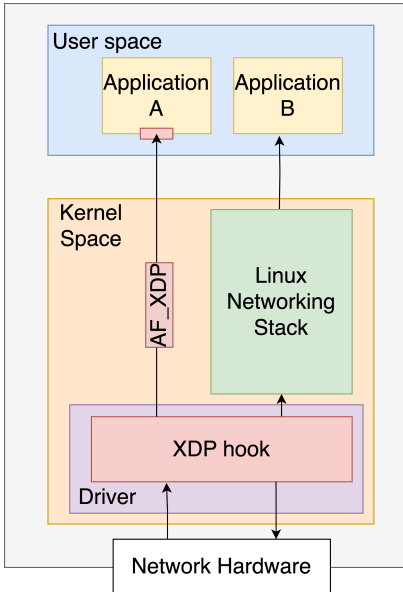 User space
Application
A
Application
B
Kernel
Space
AF_XDP
Linux
Networking
Stack
XDP hook
Driver
Network Hardware